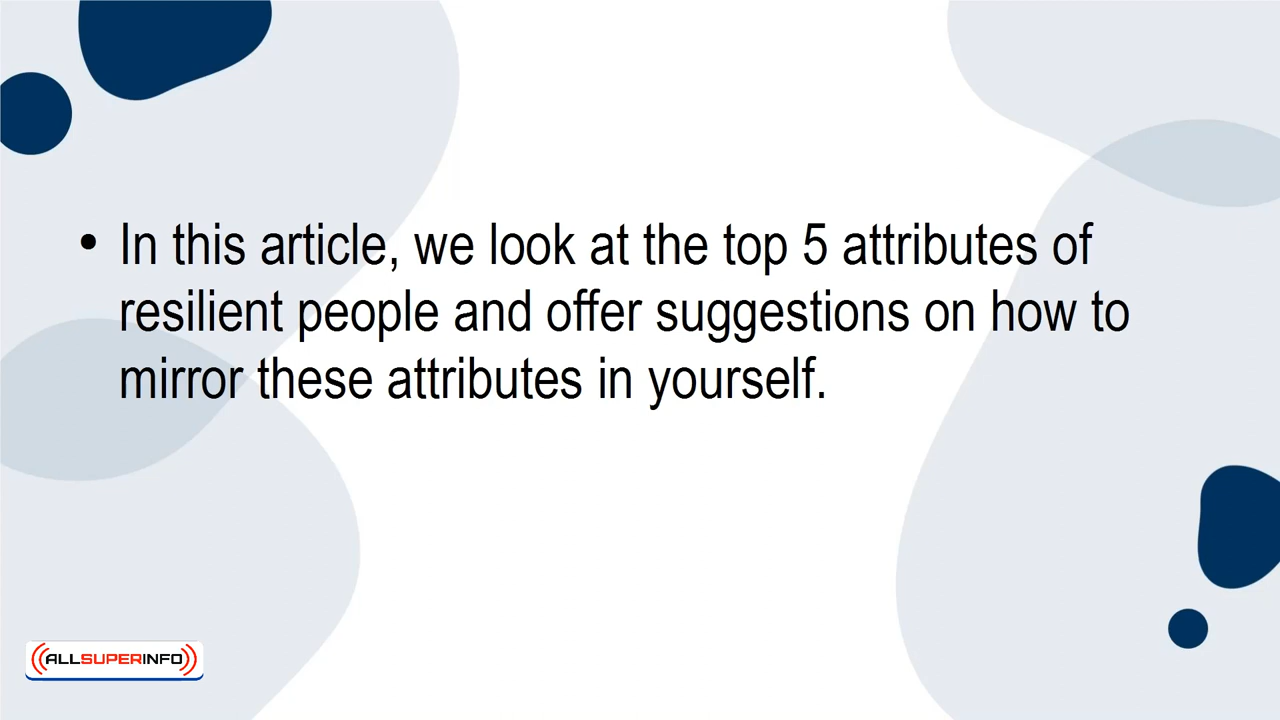 • In this article, we look at the top 5 attributes of
resilient people and offer suggestions on how to
mirror these attributes in yourself.
ALLSUPERINFO